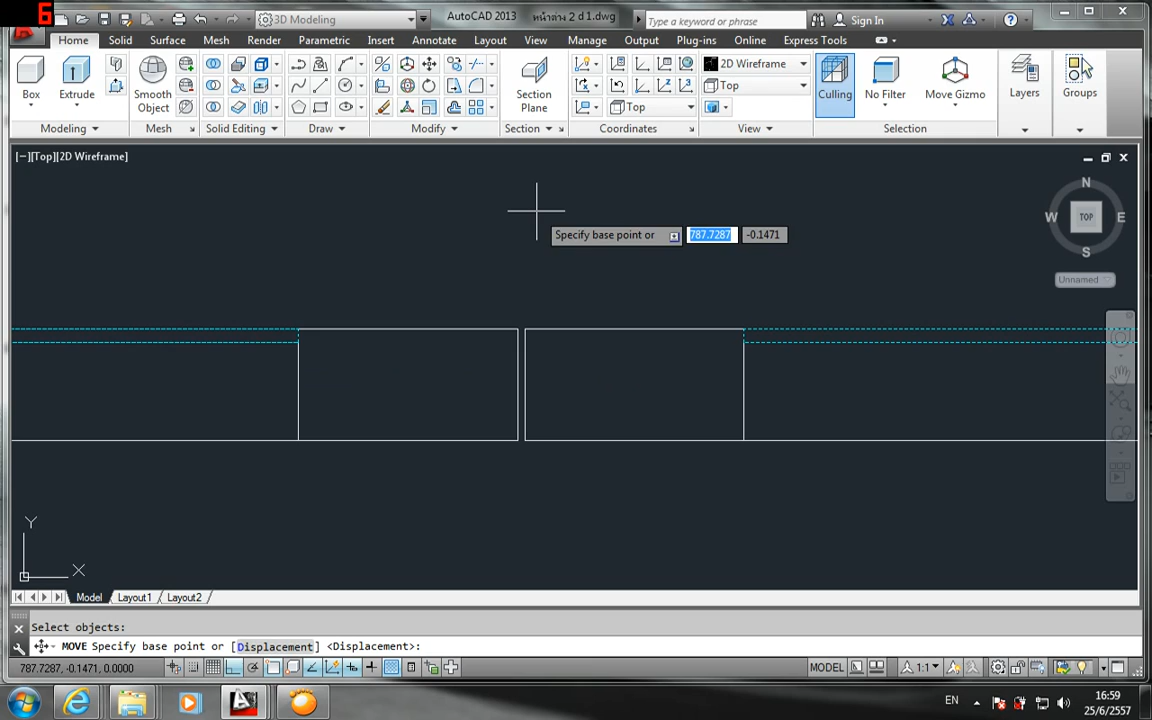 6
3D Modeling
AutoCAD 2013 หน้าต่าง 2 d 1.dwg
Type a keyword or phrase
Sign In
Home Solid Surface Mesh Render Parametric Insert Annotate Layout View Manage Output Plug-ins Online Express Tools
2D Wireframe
Top
Top
Box
Extrude
Smooth
Object
Section
Plane
Culling
No Filter
Move Gizmo
Layers
Groups
Modeling
Mesh
Solid Editing
Draw
Modify
Section
Coordinates
View
Selection
[−][Top][2D Wireframe]
N
W TOP E
S
Unnamed
Specify base point or 787.7287 -0.1471
Y
X
Model Layout1 Layout2
Select objects:
MOVE Specify base point or [Displacement] <Displacement>:
787.7287, -0.1471, 0.0000
MODEL
1:1
EN
16:59
25/6/2557